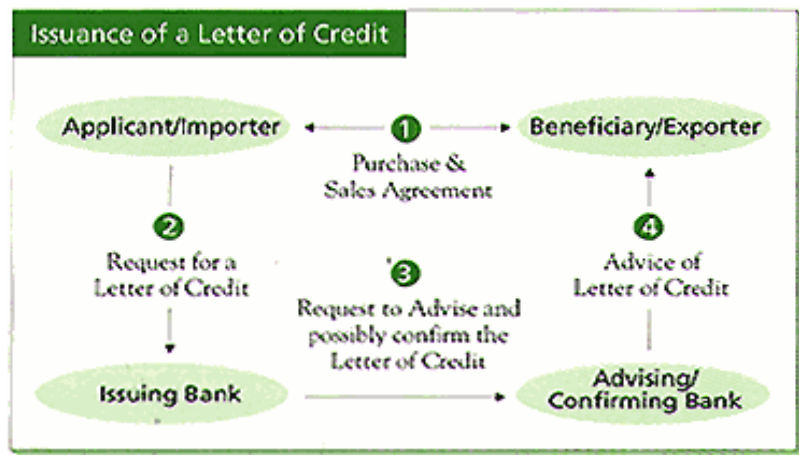 Issuance of a Letter of Credit
Applicant/Importer
1
Beneficiary/Exporter
Purchase &
Sales Agreement
2
Request for a
Letter of Credit
3
Request to Advise and
possibly confirm the
Letter of Credit
4
Advice of
Letter of Credit
Issuing Bank
Advising/
Confirming Bank